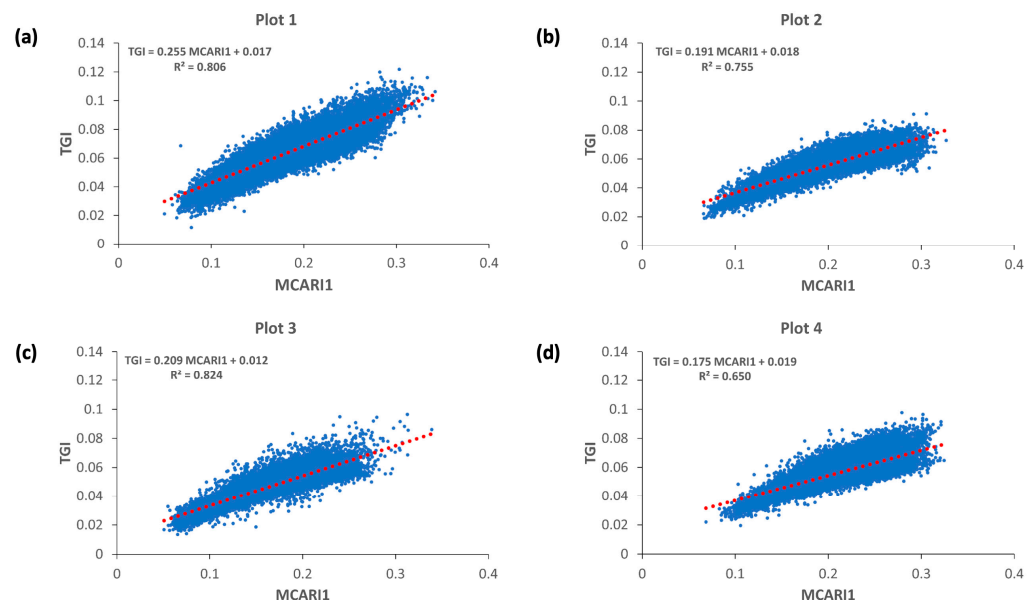 Plot 1
(a)
TGI = 0.255 MCARI1 + 0.017
R² = 0.806
0.14
0.12
0.1
0.08
0.06
0.04
0.02
0
TGI
0
0.1
0.2
0.3
0.4
MCARI1
Plot 2
(b)
TGI = 0.191 MCARI1 + 0.018
R² = 0.755
0.14
0.12
0.1
0.08
0.06
0.04
0.02
0
TGI
0
0.1
0.2
0.3
0.4
MCARI1
Plot 3
(c)
TGI = 0.209 MCARI1 + 0.012
R² = 0.824
0.14
0.12
0.1
0.08
0.06
0.04
0.02
0
TGI
0
0.1
0.2
0.3
0.4
MCARI1
Plot 4
(d)
TGI = 0.175 MCARI1 + 0.019
R² = 0.650
0.14
0.12
0.1
0.08
0.06
0.04
0.02
0
TGI
0
0.1
0.2
0.3
0.4
MCARI1